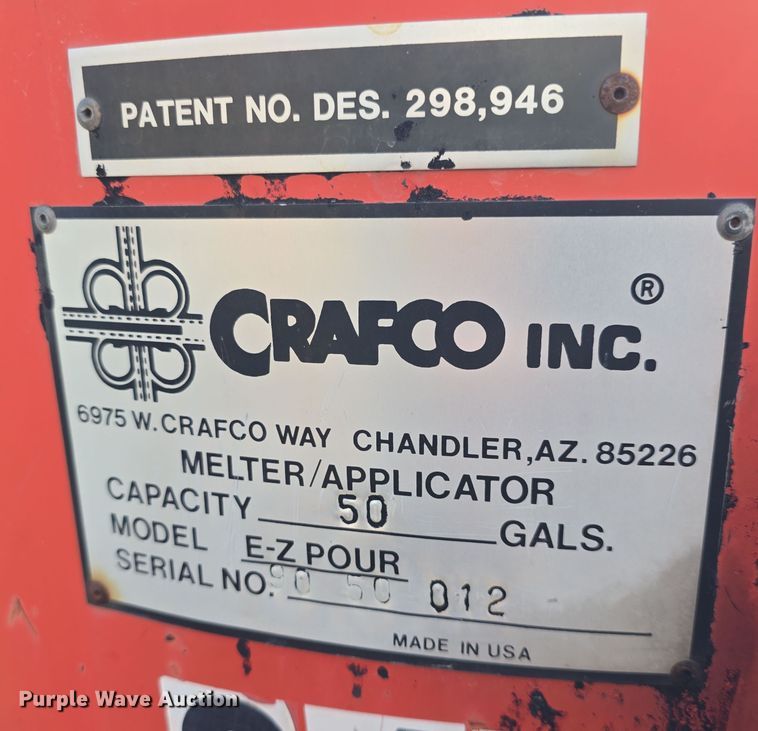 PATENT NO. DES. 298,946
CRAFCO INC. ®
6975 W. CRAFCO WAY CHANDLER, AZ. 85226
MELTER/APPLICATOR
CAPACITY 50 GALS.
MODEL E-Z POUR
SERIAL NO. 90 50 012
MADE IN USA
Purple Wave Auction